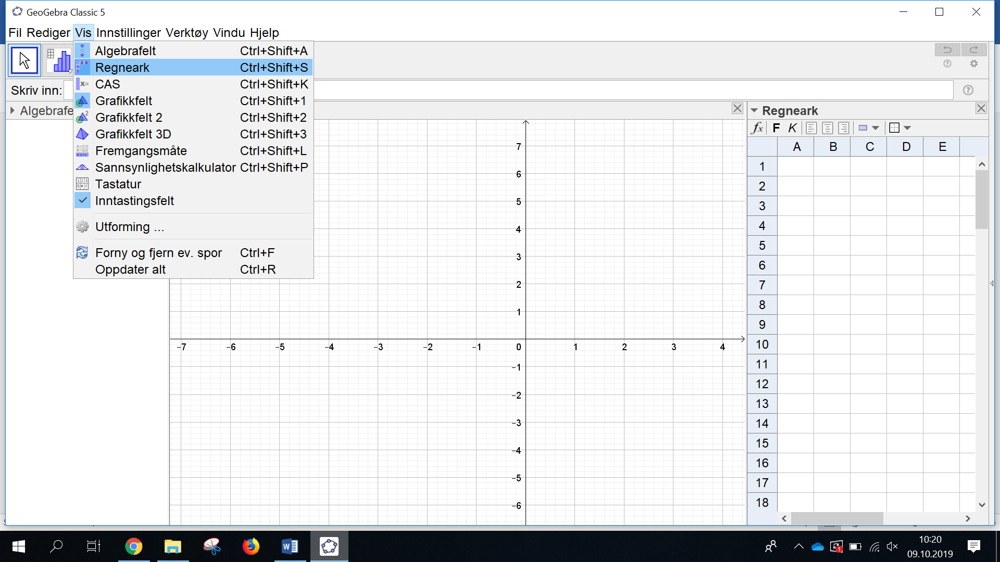 GeoGebra Classic 5
Fil Rediger Vis Innstillinger Verktøy Vindu Hjelp
Algebrafelt Ctrl+Shift+A
Regneark Ctrl+Shift+S
CAS Ctrl+Shift+K
Grafikkfelt Ctrl+Shift+1
Grafikkfelt 2 Ctrl+Shift+2
Grafikkfelt 3D Ctrl+Shift+3
Fremgangsmåte Ctrl+Shift+L
Sannsynlighetskalkulator Ctrl+Shift+P
Tastatur
Inntastingsfelt
Utforming ...
Forny og fjern ev. spor Ctrl+F
Oppdater alt Ctrl+R
Skriv inn:
Algebrafe
7
6
5
4
3
2
1
−7 −6 −5 −4 −3 −2 −1 0 1 2 3 4
−1
−2
−3
−4
−5
−6
Regneark
fx F K
A B C D E
1
2
3
4
5
6
7
8
9
10
11
12
13
14
15
16
17
18
10:20
09.10.2019